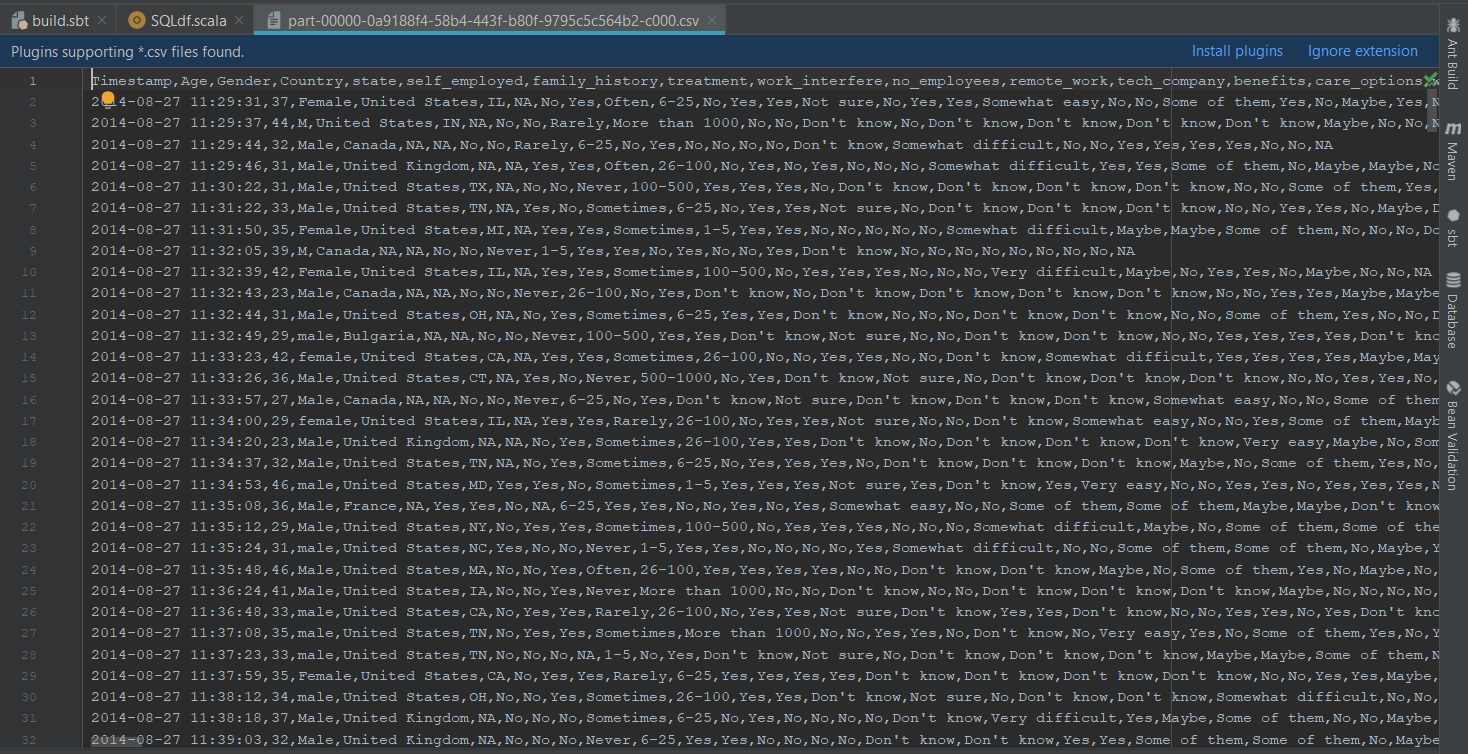 build.sbt
SQLdf.scala
part-00000-0a9188f4-58b4-443f-b80f-9795c5c564b2-c000.csv
Plugins supporting *.csv files found.
Install plugins
Ignore extension
1 Timestamp,Age,Gender,Country,state,self_employed,family_history,treatment,work_interfere,no_employees,remote_work,tech_company,benefits,care_options,
2 2014-08-27 11:29:31,37,Female,United States,IL,NA,No,Yes,Often,6-25,No,Yes,Yes,Not sure,No,Yes,Yes,Somewhat easy,No,No,Some of them,Yes,No,Maybe,Yes,N
3 2014-08-27 11:29:37,44,M,United States,IN,NA,No,No,Rarely,More than 1000,No,No,Don't know,No,Don't know,Don't know,Don't know,Don't know,Maybe,No,No,N
4 2014-08-27 11:29:44,32,Male,Canada,NA,NA,No,No,Rarely,6-25,No,Yes,No,No,No,No,Don't know,Somewhat difficult,No,No,Yes,Yes,Yes,Yes,No,No,NA
5 2014-08-27 11:29:46,31,Male,United Kingdom,NA,NA,Yes,Yes,Often,26-100,No,Yes,No,Yes,No,No,No,Somewhat difficult,Yes,Yes,Some of them,No,Maybe,Maybe,No
6 2014-08-27 11:30:22,31,Male,United States,TX,NA,No,No,Never,100-500,Yes,Yes,Yes,No,Don't know,Don't know,Don't know,Don't know,No,No,Some of them,Yes,
7 2014-08-27 11:31:22,33,Male,United States,TN,NA,Yes,No,Sometimes,6-25,No,Yes,Yes,Not sure,No,Don't know,Don't know,Don't know,No,No,Yes,Yes,No,Maybe,D
8 2014-08-27 11:31:50,35,Female,United States,MI,NA,Yes,Yes,Sometimes,1-5,Yes,Yes,No,No,No,No,No,Somewhat difficult,Maybe,Maybe,Some of them,No,No,No,Do
9 2014-08-27 11:32:05,39,M,Canada,NA,NA,No,No,Never,1-5,Yes,Yes,No,Yes,No,No,Yes,Don't know,No,No,No,No,No,No,No,No,NA
10 2014-08-27 11:32:39,42,Female,United States,IL,NA,Yes,Yes,Sometimes,100-500,No,Yes,Yes,Yes,No,No,No,Very difficult,Maybe,No,Yes,Yes,No,Maybe,No,No,NA
11 2014-08-27 11:32:43,23,Male,Canada,NA,NA,No,No,Never,26-100,No,Yes,Don't know,No,Don't know,Don't know,Don't know,Don't know,No,No,Yes,Yes,Maybe,Maybe
12 2014-08-27 11:32:44,31,Male,United States,OH,NA,No,Yes,Sometimes,6-25,Yes,Yes,Don't know,No,No,No,Don't know,Don't know,No,No,Some of them,Yes,No,No,D
13 2014-08-27 11:32:49,29,male,Bulgaria,NA,NA,No,No,Never,100-500,Yes,Yes,Don't know,Not sure,No,No,Don't know,Don't know,No,No,Yes,Yes,Yes,Yes,Don't kno
14 2014-08-27 11:33:23,42,female,United States,CA,NA,Yes,Yes,Sometimes,26-100,No,No,Yes,Yes,No,No,Don't know,Somewhat difficult,Yes,Yes,Yes,Yes,Maybe,May
15 2014-08-27 11:33:26,36,Male,United States,CT,NA,Yes,No,Never,500-1000,No,Yes,Don't know,Not sure,No,Don't know,Don't know,Don't know,No,No,Yes,Yes,No,
16 2014-08-27 11:33:57,27,Male,Canada,NA,NA,No,No,Never,6-25,No,Yes,Don't know,Not sure,Don't know,Don't know,Don't know,Somewhat easy,No,No,Some of them
17 2014-08-27 11:34:00,29,female,United States,IL,NA,Yes,Yes,Rarely,26-100,No,Yes,Yes,Not sure,No,No,Don't know,Somewhat easy,No,No,Yes,Some of them,Mayb
18 2014-08-27 11:34:20,23,Male,United Kingdom,NA,NA,No,Yes,Sometimes,26-100,Yes,Yes,Don't know,No,Don't know,Don't know,Don't know,Very easy,Maybe,No,Som
19 2014-08-27 11:34:37,32,Male,United States,TN,NA,No,Yes,Sometimes,6-25,No,Yes,Yes,Yes,No,Don't know,Don't know,Don't know,Maybe,No,Some of them,Yes,No,
20 2014-08-27 11:34:53,46,male,United States,MD,Yes,Yes,No,Sometimes,1-5,Yes,Yes,Yes,Not sure,Yes,Don't know,Yes,Very easy,No,No,Yes,Yes,No,Yes,Yes,Yes,N
21 2014-08-27 11:35:08,36,Male,France,NA,Yes,Yes,No,NA,6-25,Yes,Yes,No,No,Yes,No,Yes,Somewhat easy,No,No,Some of them,Some of them,Maybe,Maybe,Don't know
22 2014-08-27 11:35:12,29,Male,United States,NY,No,Yes,Yes,Sometimes,100-500,No,Yes,Yes,Yes,No,No,No,Somewhat difficult,Maybe,No,Some of them,Some of the
23 2014-08-27 11:35:24,31,male,United States,NC,Yes,No,No,Never,1-5,Yes,Yes,No,No,No,No,Yes,Somewhat difficult,No,No,Some of them,Some of them,No,Maybe,Y
24 2014-08-27 11:35:48,46,Male,United States,MA,No,No,Yes,Often,26-100,Yes,Yes,Yes,Yes,No,No,Don't know,Don't know,Maybe,No,Some of them,Yes,No,Maybe,No,
25 2014-08-27 11:36:24,41,Male,United States,IA,No,No,Yes,Never,More than 1000,No,No,Don't know,No,No,Don't know,Don't know,Don't know,Maybe,No,No,No,No,
26 2014-08-27 11:36:48,33,male,United States,CA,No,Yes,Yes,Rarely,26-100,No,Yes,Yes,Not sure,Don't know,Yes,Yes,Don't know,No,No,Yes,Yes,No,Yes,Don't kno
27 2014-08-27 11:37:08,35,male,United States,TN,No,Yes,Yes,Sometimes,More than 1000,No,No,Yes,Yes,No,Don't know,No,Very easy,Yes,No,Some of them,Yes,No,Y
28 2014-08-27 11:37:23,33,male,United States,TN,No,No,No,NA,1-5,No,Yes,Don't know,Not sure,No,Don't know,Don't know,Don't know,Maybe,Maybe,Some of them,N
29 2014-08-27 11:37:59,35,Female,United States,CA,No,Yes,Yes,Rarely,6-25,Yes,Yes,Yes,Yes,Don't know,Don't know,Don't know,Don't know,No,No,Yes,Yes,Maybe,
30 2014-08-27 11:38:12,34,male,United States,OH,No,No,Yes,Sometimes,26-100,Yes,Yes,Don't know,Not sure,No,Don't know,Don't know,Somewhat difficult,No,No,
31 2014-08-27 11:38:18,37,Male,United Kingdom,NA,No,No,No,Sometimes,6-25,No,Yes,No,No,No,No,Don't know,Very difficult,Yes,Maybe,Some of them,No,No,Maybe,
32 2014-08-27 11:39:03,32,Male,United Kingdom,NA,No,No,No,Never,6-25,Yes,Yes,No,No,No,Don't know,Don't know,Yes,Yes,Some of them,Some of them,No,Maybe
Ant Build
m Maven
sbt
Database
Bean Validation